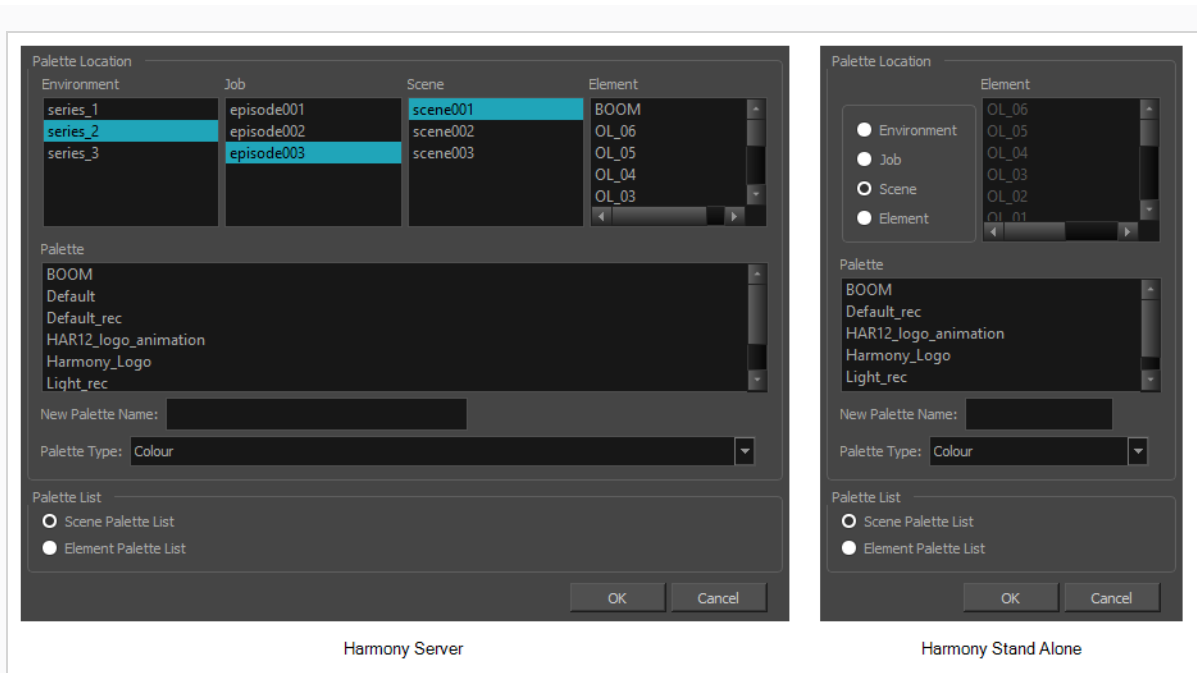 Palette Location
Environment Job Scene Element
series_1 episode001 scene001 BOOM
series_2 episode002 scene002 OL_06
series_3 episode003 scene003 OL_05
OL_04
OL_03
Palette
BOOM
Default
Default_rec
HAR12_logo_animation
Harmony_Logo
Light_rec
New Palette Name:
Palette Type: Colour
Palette List
Scene Palette List
Element Palette List
OK Cancel
Harmony Server
Palette Location
Element
OL_06
Environment OL_05
Job OL_04
OL_03
Scene OL_02
Element OL_01
Palette
BOOM
Default_rec
HAR12_logo_animation
Harmony_Logo
Light_rec
New Palette Name:
Palette Type: Colour
Palette List
Scene Palette List
Element Palette List
OK Cancel
Harmony Stand Alone